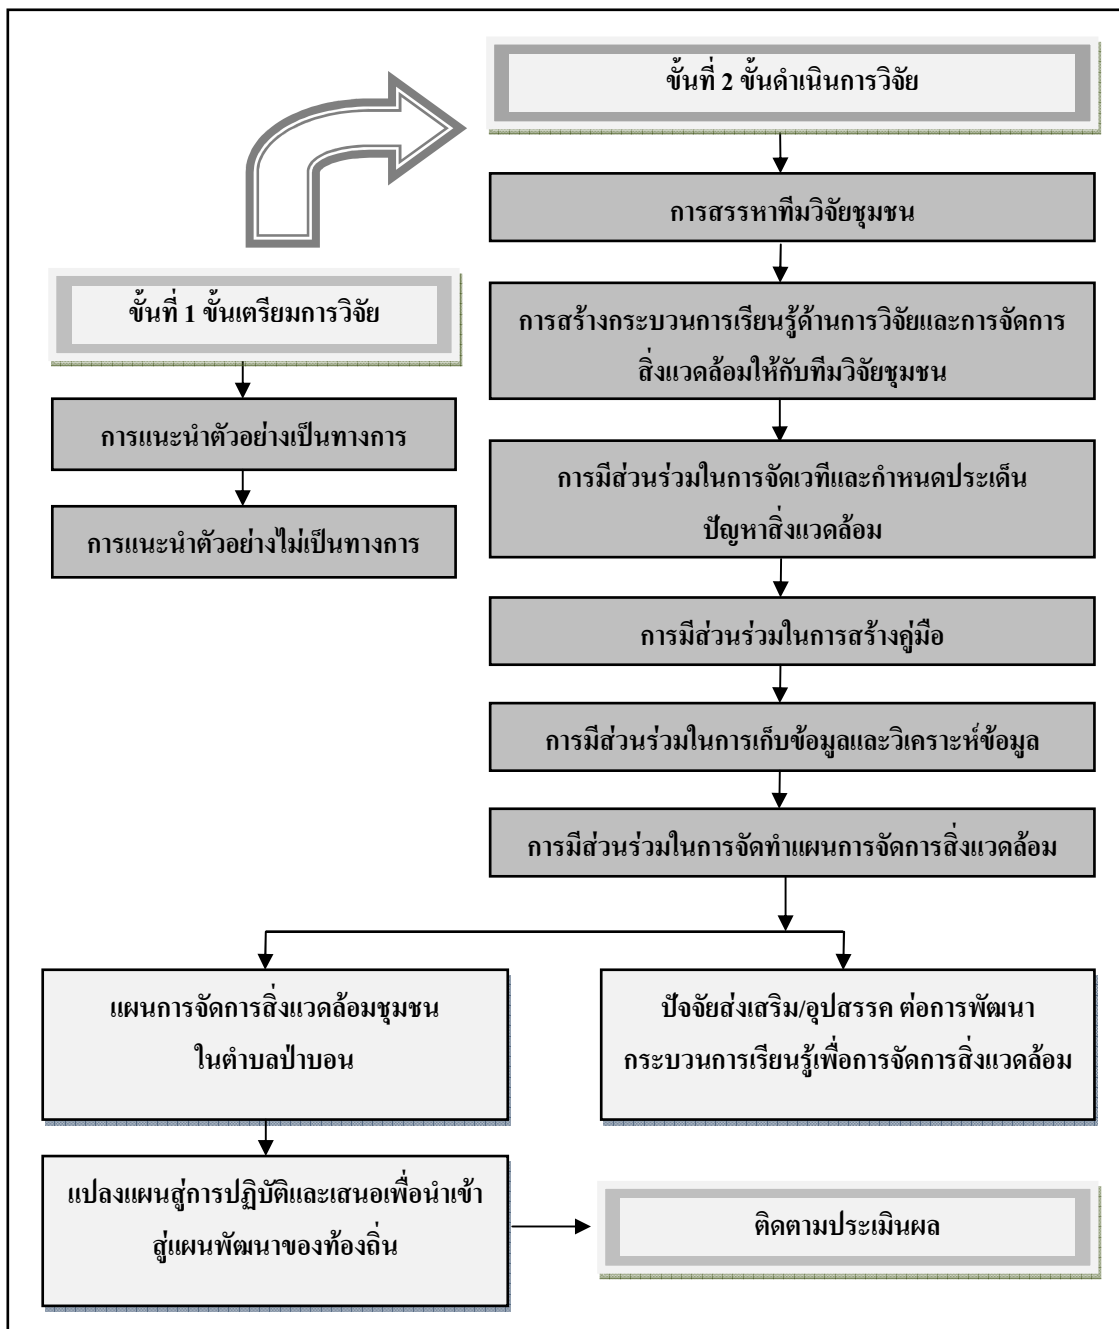 ขั้นที่ 1 ขั้นเตรียมการวิจัย
การแนะนำตัวอย่างเป็นทางการ
การแนะนำตัวอย่างไม่เป็นทางการ
ขั้นที่ 2 ขั้นดำเนินการวิจัย
การสรรหาทีมวิจัยชุมชน
การสร้างกระบวนการเรียนรู้ด้านการวิจัยและการจัดการ
สิ่งแวดล้อมให้กับทีมวิจัยชุมชน
การมีส่วนร่วมในการจัดเวทีและกำหนดประเด็น
ปัญหาสิ่งแวดล้อม
การมีส่วนร่วมในการสร้างคู่มือ
การมีส่วนร่วมในการเก็บข้อมูลและวิเคราะห์ข้อมูล
การมีส่วนร่วมในการจัดทำแผนการจัดการสิ่งแวดล้อม
แผนการจัดการสิ่งแวดล้อมชุมชน
ในตำบลป่าบอน
ปัจจัยส่งเสริม/อุปสรรค ต่อการพัฒนา
กระบวนการเรียนรู้เพื่อการจัดการสิ่งแวดล้อม
แปลงแผนสู่การปฏิบัติและเสนอเพื่อนำเข้า
สู่แผนพัฒนาของท้องถิ่น
ติดตามประเมินผล